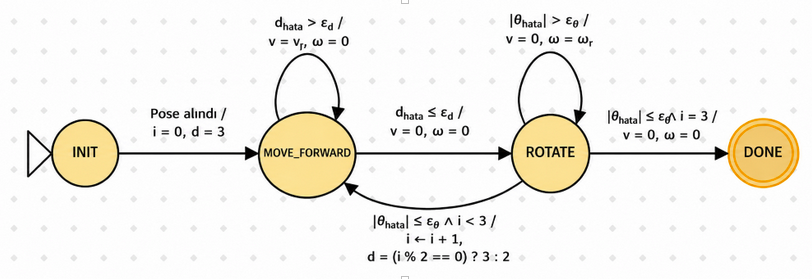 d_hata > ε_d /
v = v_r, ω = 0
|θ_hata| > ε_θ /
v = 0, ω = ω_r
Pose alındı /
i = 0, d = 3
d_hata ≤ ε_d /
v = 0, ω = 0
|θ_hata| ≤ ε_θ ∧ i = 3 /
v = 0, ω = 0
INIT
MOVE_FORWARD
ROTATE
DONE
|θ_hata| ≤ ε_θ ∧ i < 3 /
i ← i + 1,
d = (i % 2 == 0) ? 3 : 2